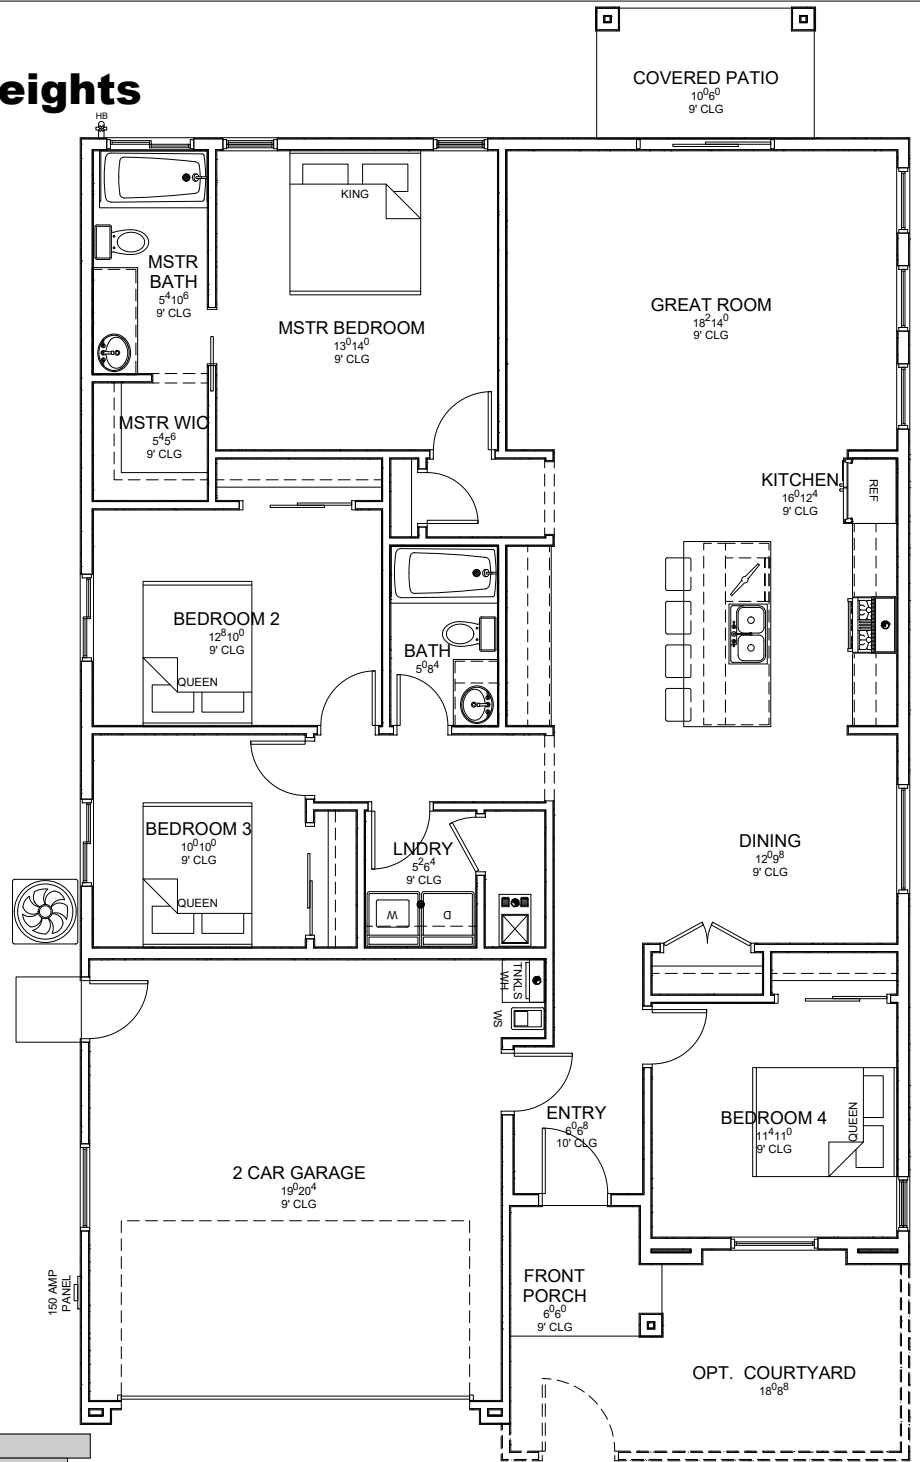 eights
COVERED PATIO
10⁰6⁰
9' CLG
HB
KING
MSTR
BATH
5⁴10⁶
9' CLG
MSTR BEDROOM
13⁰14⁰
9' CLG
GREAT ROOM
18²14⁰
9' CLG
MSTR WIC
5⁴5⁶
9' CLG
KITCHEN
16⁰12⁴
9' CLG
REF
BEDROOM 2
12⁸10⁰
9' CLG
QUEEN
BATH
5⁰8⁴
BEDROOM 3
10⁰10⁰
9' CLG
QUEEN
LNDRY
5²6⁴
9' CLG
W
D
DINING
12⁰9⁸
9' CLG
TNKLS
WH
WS
ENTRY
6⁰6⁸
10' CLG
BEDROOM 4
11⁴11⁰
9' CLG
QUEEN
2 CAR GARAGE
19⁰20⁴
9' CLG
150 AMP
PANEL
FRONT
PORCH
6⁰6⁰
9' CLG
OPT. COURTYARD
18⁰8⁸